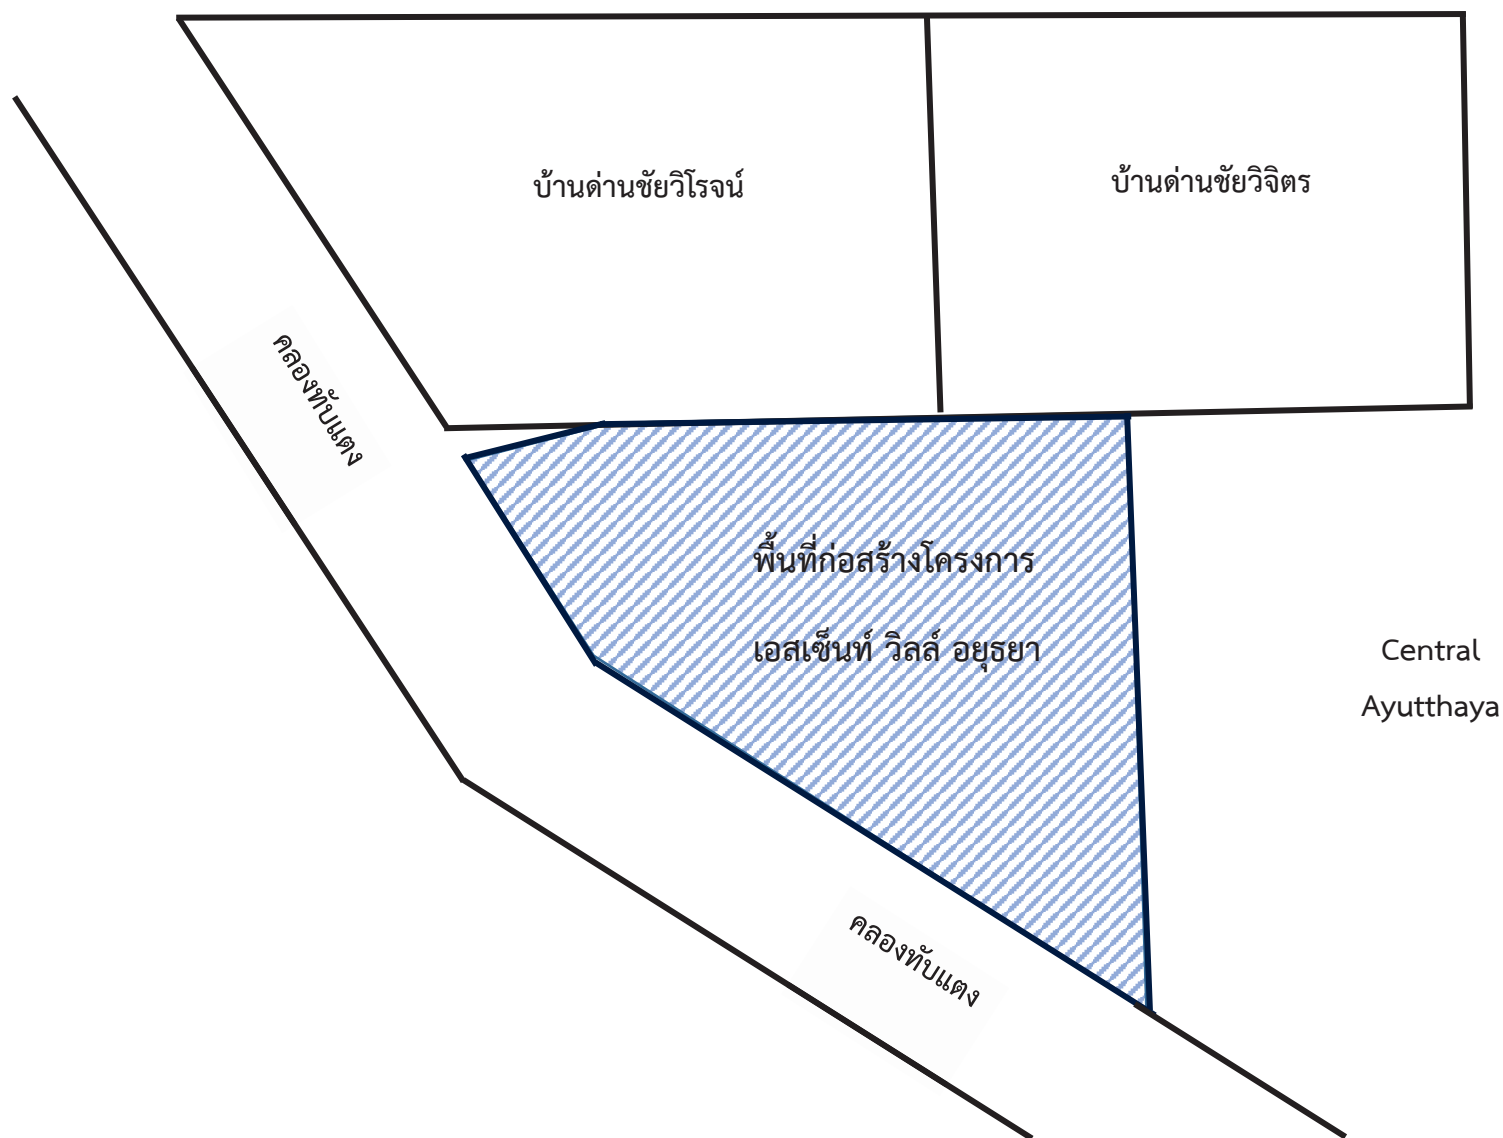 บ้านด่านชัยวิโรจน์
บ้านด่านชัยวิจิตร
คลองทับแตง
พื้นที่ก่อสร้างโครงการ
เอสเซ็นท์ วิลล์ อยุธยา
Central
Ayutthaya
คลองทับแตง